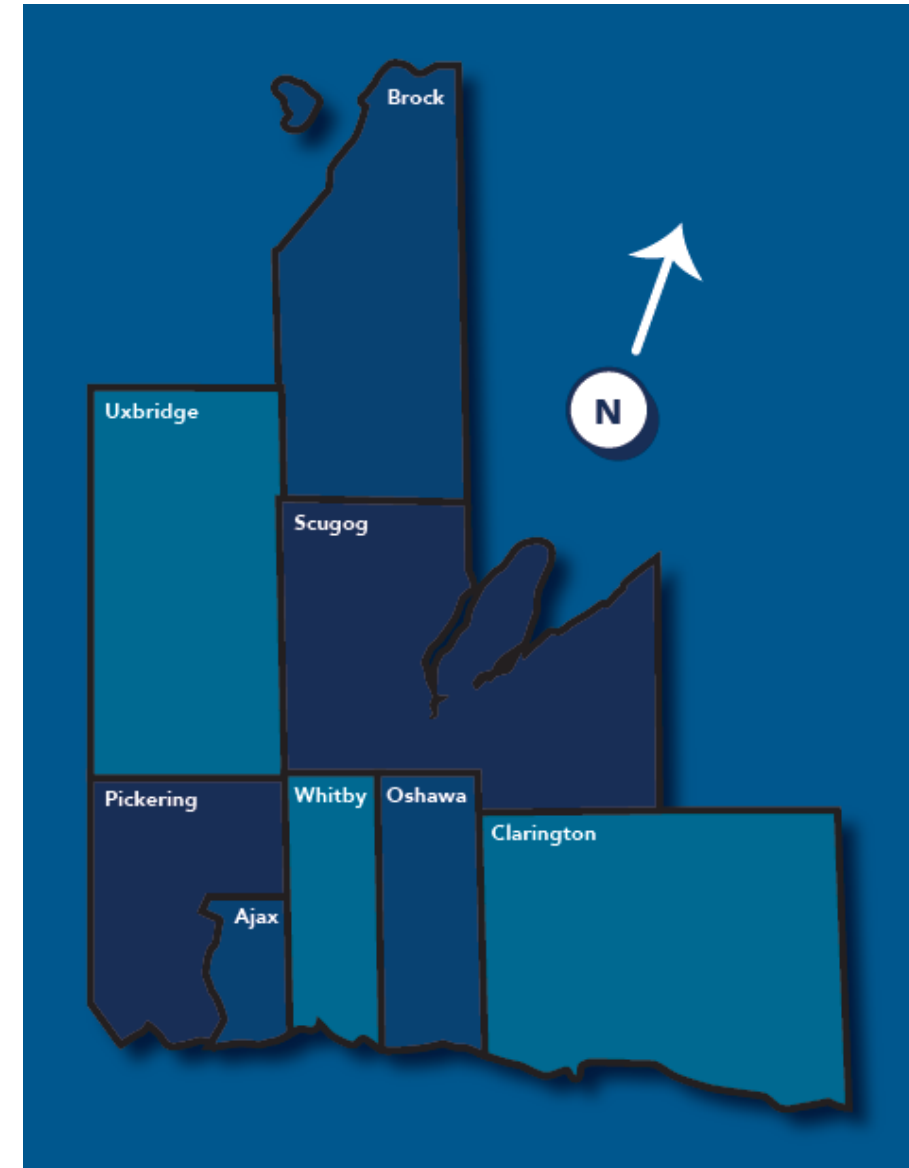 Brock
N
Uxbridge
Scugog
Pickering
Whitby
Oshawa
Clarington
Ajax